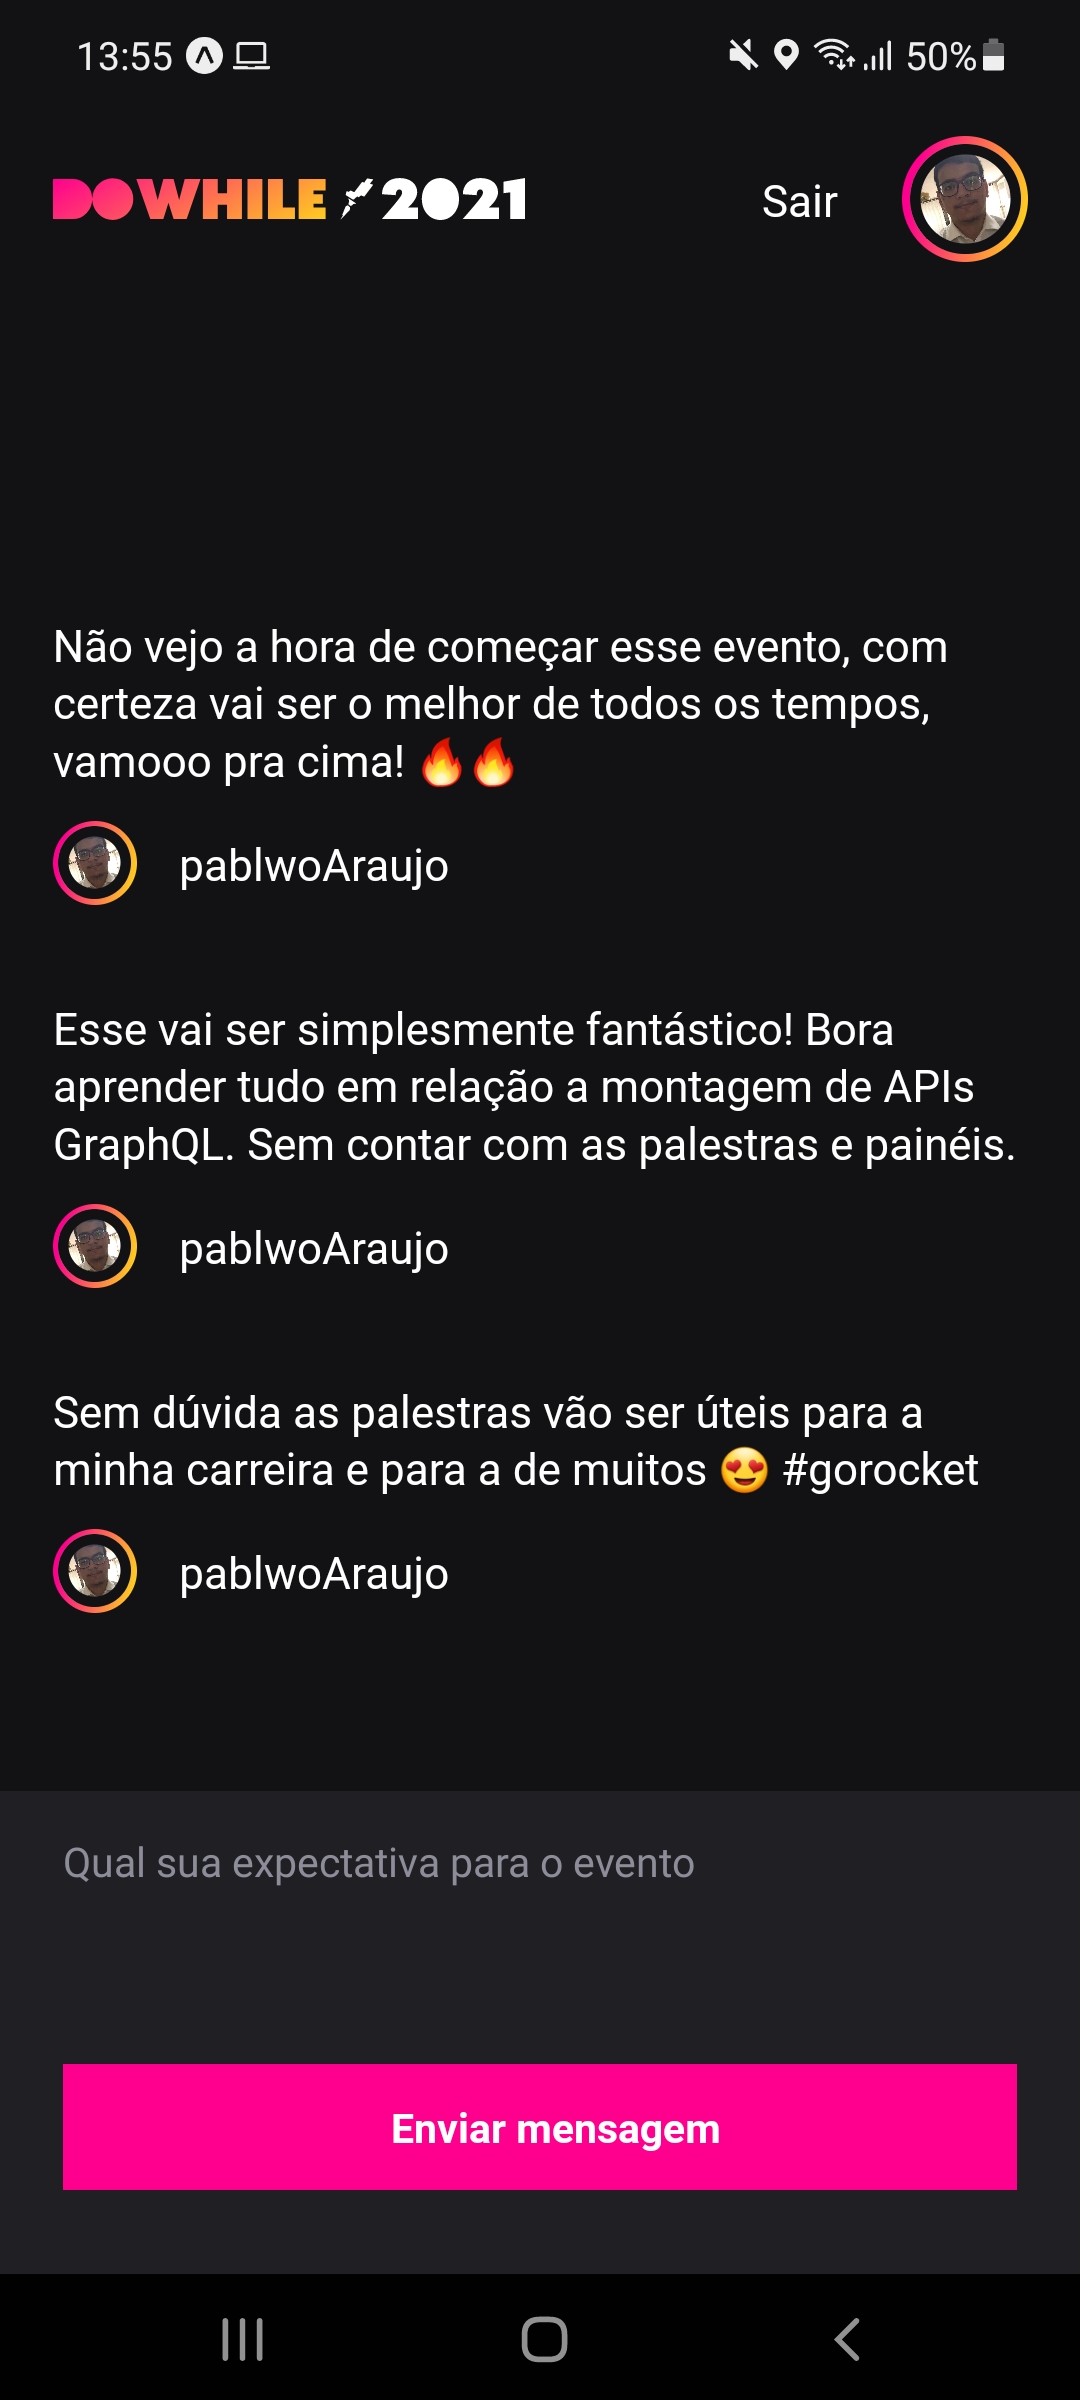 13:55 50%
DOWHILE 2021 Sair
Não vejo a hora de começar esse evento, com
certeza vai ser o melhor de todos os tempos,
vamooo pra cima! 🔥🔥
pablwoAraujo
Esse vai ser simplesmente fantástico! Bora
aprender tudo em relação a montagem de APIs
GraphQL. Sem contar com as palestras e painéis.
pablwoAraujo
Sem dúvida as palestras vão ser úteis para a
minha carreira e para a de muitos 😍 #gorocket
pablwoAraujo
Qual sua expectativa para o evento
Enviar mensagem